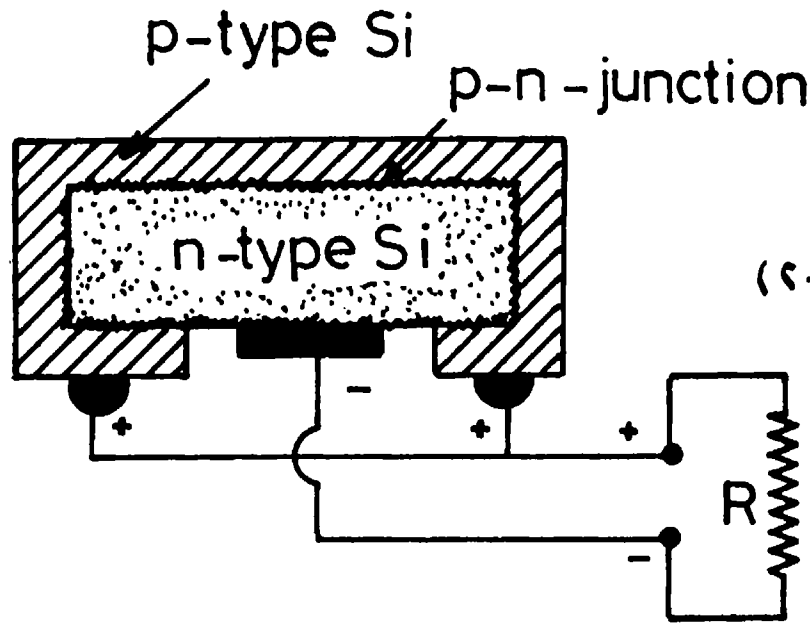 p-type Si
p-n-junction
n-type Si
-
+
+
+
R
-